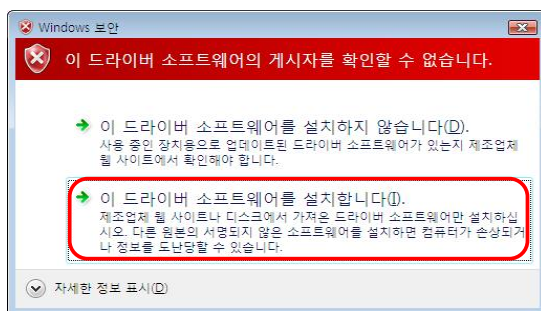 Windows 보안
이 드라이버 소프트웨어의 게시자를 확인할 수 없습니다.
이 드라이버 소프트웨어를 설치하지 않습니다(D).
사용 중인 장치용으로 업데이트된 드라이버 소프트웨어가 있는지 제조업체
웹 사이트에서 확인해야 합니다.
이 드라이버 소프트웨어를 설치합니다(I).
제조업체 웹 사이트나 디스크에서 가져온 드라이버 소프트웨어만 설치하십
시오. 다른 원본의 서명되지 않은 소프트웨어를 설치하면 컴퓨터가 손상되거
나 정보를 도난당할 수 있습니다.
자세한 정보 표시(D)